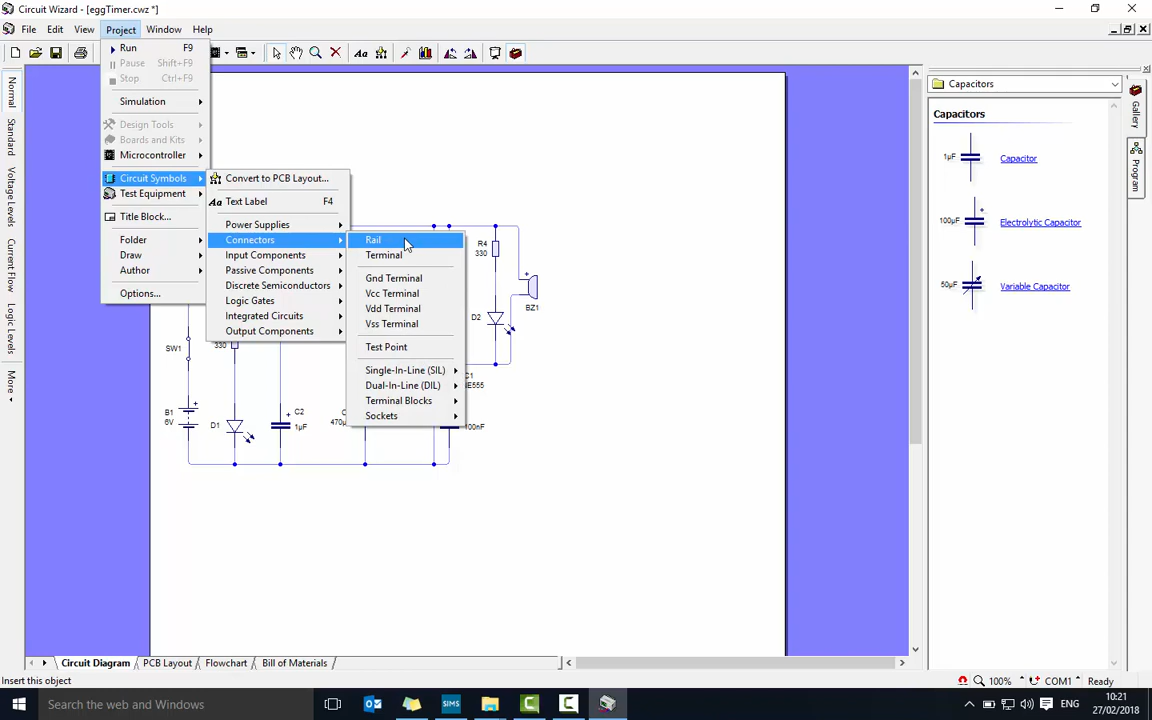 Circuit Wizard - [eggTimer.cwz *]
File Edit View Project Window Help
Run F9
Pause Shift+F9
Stop Ctrl+F9
Simulation
Design Tools
Boards and Kits
Microcontroller
Circuit Symbols
Test Equipment
Title Block...
Folder
Draw
Author
Options...
Convert to PCB Layout...
Aa Text Label F4
Power Supplies
Connectors
Input Components
Passive Components
Discrete Semiconductors
Logic Gates
Integrated Circuits
Output Components
Rail
Terminal
Gnd Terminal
Vcc Terminal
Vdd Terminal
Vss Terminal
Test Point
Single-In-Line (SIL)
Dual-In-Line (DIL)
Terminal Blocks
Sockets
Aa
Normal
Standard
Voltage Levels
Current Flow
Logic Levels
More
R4
330
BZ1
D2
SW1
330
B1
6V
D1
C2
1µF
470µ
C1
E555
100nF
Capacitors
Capacitors
1µF Capacitor
100µF Electrolytic Capacitor
50µF Variable Capacitor
Gallery
Program
Circuit Diagram PCB Layout Flowchart Bill of Materials
Insert this object
100% COM1 Ready
Search the web and Windows
SIMS
10:21
27/02/2018